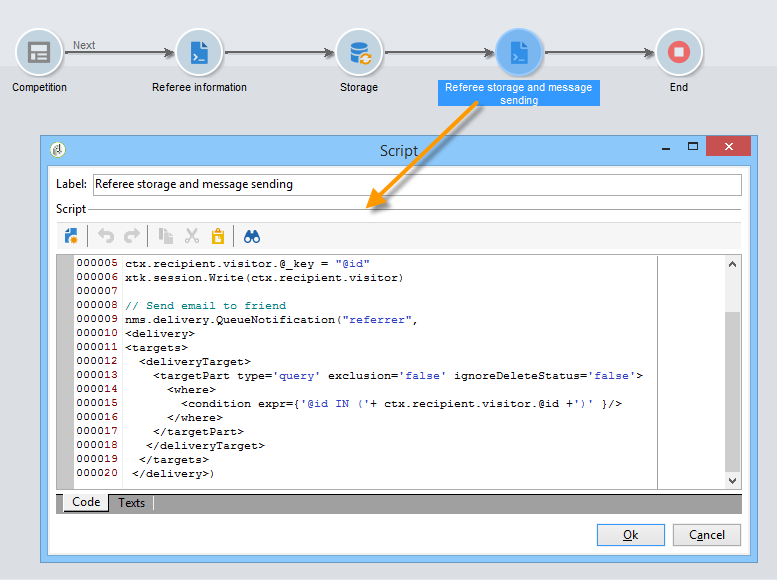 Next
Competition
Referee information
Storage
Referee storage and message
sending
End
Script
Label: Referee storage and message sending
Script
000005 ctx.recipient.visitor.@_key = "@id"
000006 xtk.session.Write(ctx.recipient.visitor)
000007
000008 // Send email to friend
000009 nms.delivery.QueueNotification("referrer",
000010 <delivery>
000011 <targets>
000012   <deliveryTarget>
000013     <targetPart type='query' exclusion='false' ignoreDeleteStatus='false'>
000014       <where>
000015         <condition expr={'@id IN ('+ ctx.recipient.visitor.@id +')' }/>
000016       </where>
000017     </targetPart>
000018    </deliveryTarget>
000019   </targets>
000020  </delivery>)
Code Texts
Ok Cancel